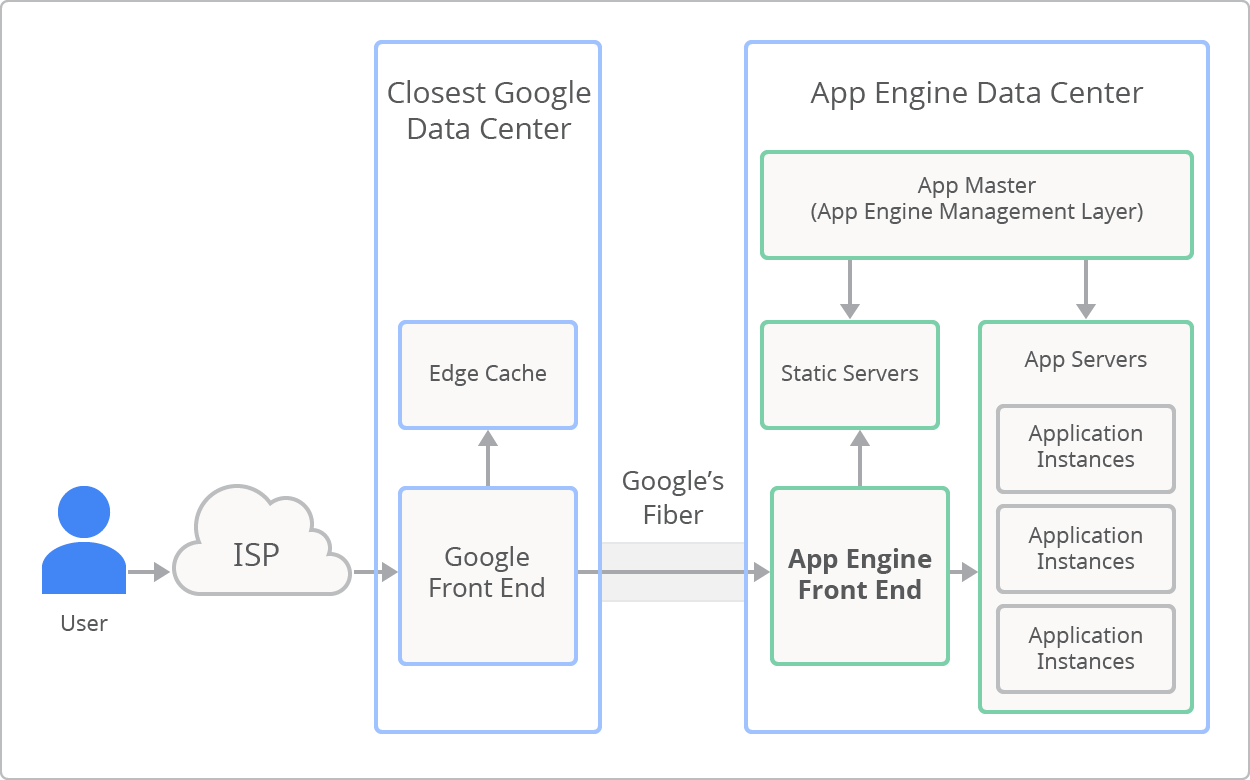 Closest Google
Data Center
App Engine Data Center
App Master
(App Engine Management Layer)
Edge Cache
Static Servers
App Servers
Application
Instances
Google’s
Fiber
ISP
Google
Front End
App Engine
Front End
Application
Instances
User
Application
Instances